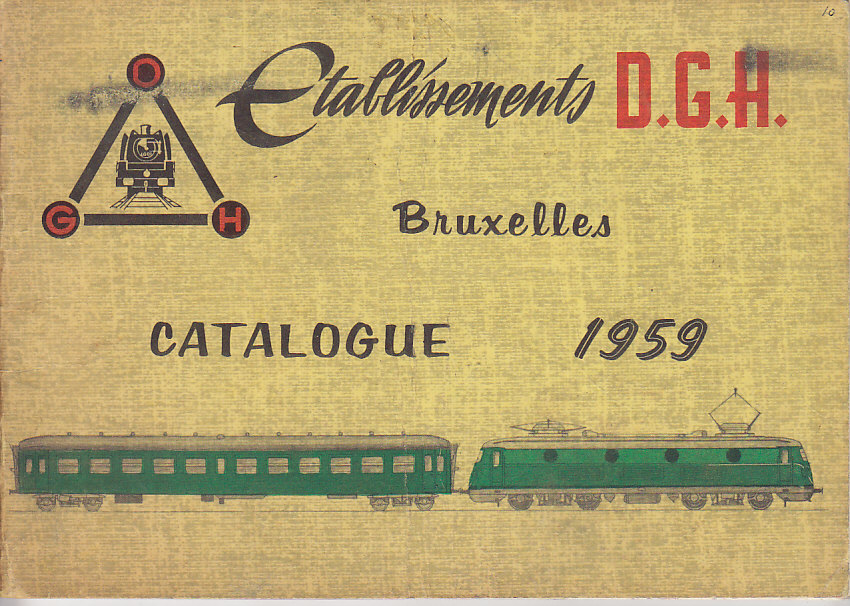 10
Etablissements D.G.H.
D
G H
Bruxelles
CATALOGUE 1959